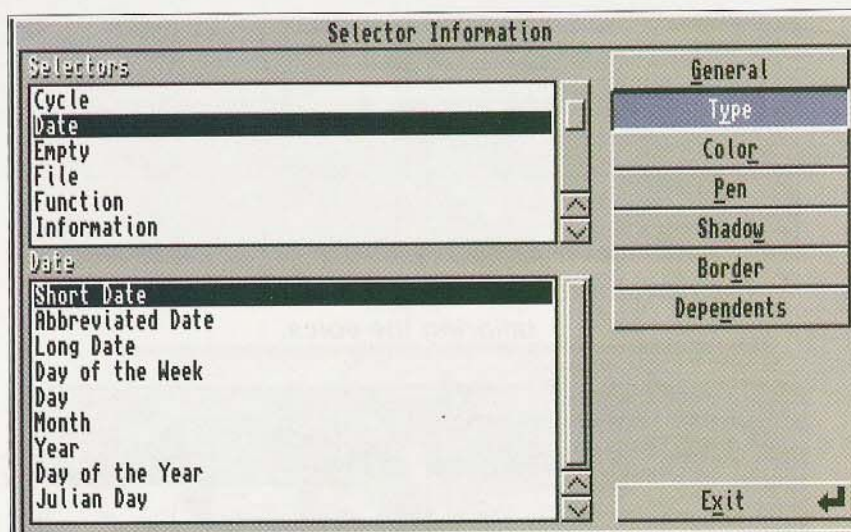 Selector Information
Selectors
Cycle
Date
Empty
File
Function
Information
Date
Short Date
Abbreviated Date
Long Date
Day of the Week
Day
Month
Year
Day of the Year
Julian Day
General
Type
Color
Pen
Shadow
Border
Dependents
Exit